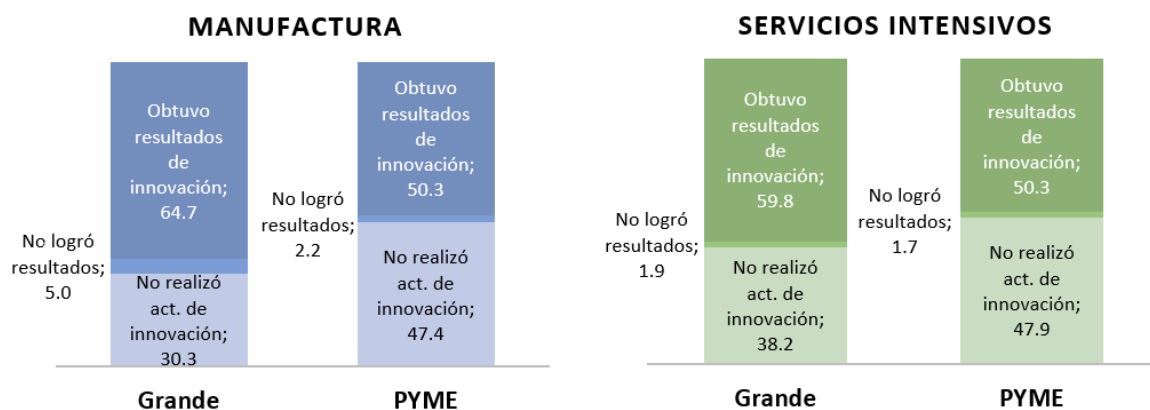 MANUFACTURA
Obtuvo
resultados
de
innovación;
64.7
No logró
resultados;
5.0
No realizó
act. de
innovación;
30.3
Grande
Obtuvo
resultados
de
innovación;
50.3
No logró
resultados;
2.2
No realizó
act. de
innovación;
47.4
PYME
SERVICIOS INTENSIVOS
Obtuvo
resultados
de
innovación;
59.8
No logró
resultados;
1.9
No realizó
act. de
innovación;
38.2
Grande
Obtuvo
resultados
de
innovación;
50.3
No logró
resultados;
1.7
No realizó
act. de
innovación;
47.9
PYME